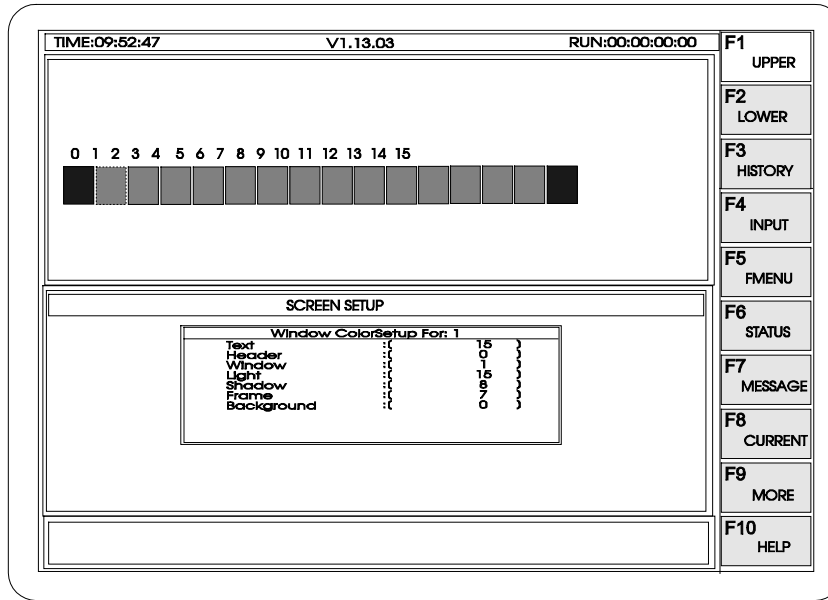 TIME:09:52:47 V1.13.03 RUN:00:00:00:00
0 1 2 3 4 5 6 7 8 9 10 11 12 13 14 15
SCREEN SETUP
Window ColorSetup For: 1
Text :( 15 )
Header :( 0 )
Window :( 1 )
Light :( 15 )
Shadow :( 8 )
Frame :( 7 )
Background :( 0 )
F1
UPPER
F2
LOWER
F3
HISTORY
F4
INPUT
F5
FMENU
F6
STATUS
F7
MESSAGE
F8
CURRENT
F9
MORE
F10
HELP